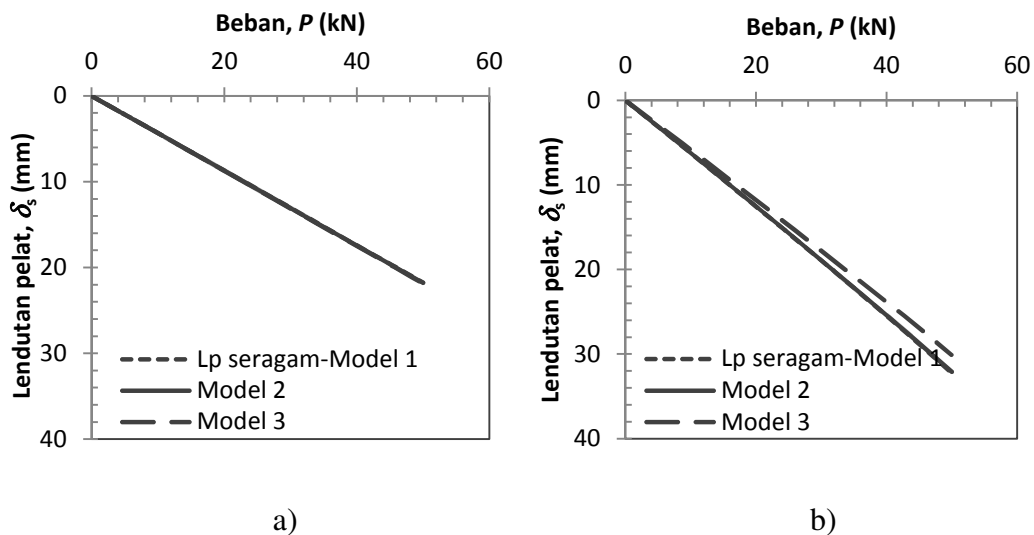 Beban, P (kN)
0 20 40 60
0
10
20
30
40
Lendutan pelat, δs (mm)
Lp seragam-Model 1
Model 2
Model 3
a)
Beban, P (kN)
0 20 40 60
0
10
20
30
40
Lendutan pelat, δs (mm)
Lp seragam-Model 1
Model 2
Model 3
b)